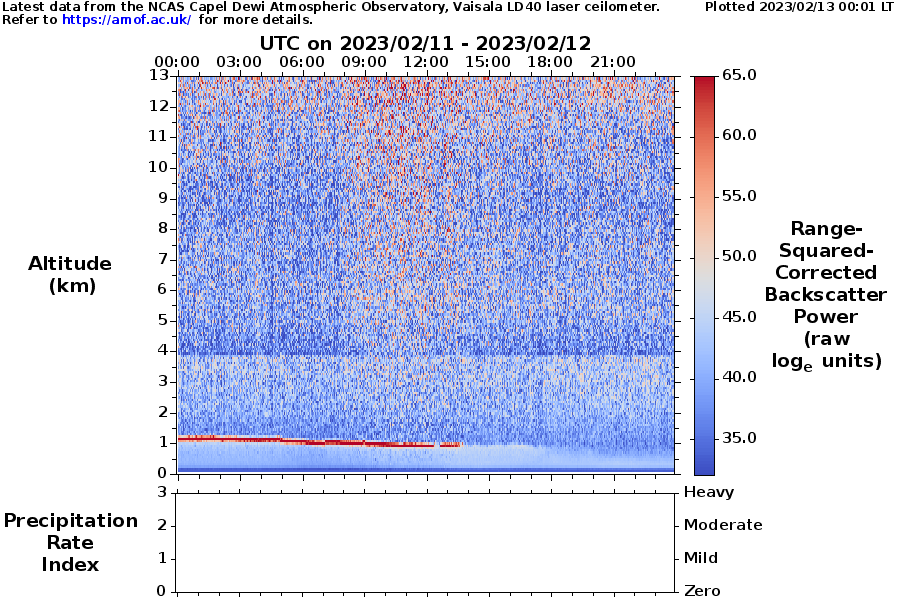 Latest data from the NCAS Capel Dewi Atmospheric Observatory, Vaisala LD40 laser ceilometer. Plotted 2023/02/13 00:01 LT
Refer to https://amof.ac.uk/ for more details.
UTC on 2023/02/11 - 2023/02/12
00:00 03:00 06:00 09:00 12:00 15:00 18:00 21:00
13
12
11
10
9
8
7
6
5
4
3
2
1
0
Altitude
(km)
65.0
60.0
55.0
50.0
45.0
40.0
35.0
Range-
Squared-
Corrected
Backscatter
Power
(raw
loge units)
3 Heavy
2 Moderate
1 Mild
0 Zero
Precipitation
Rate
Index